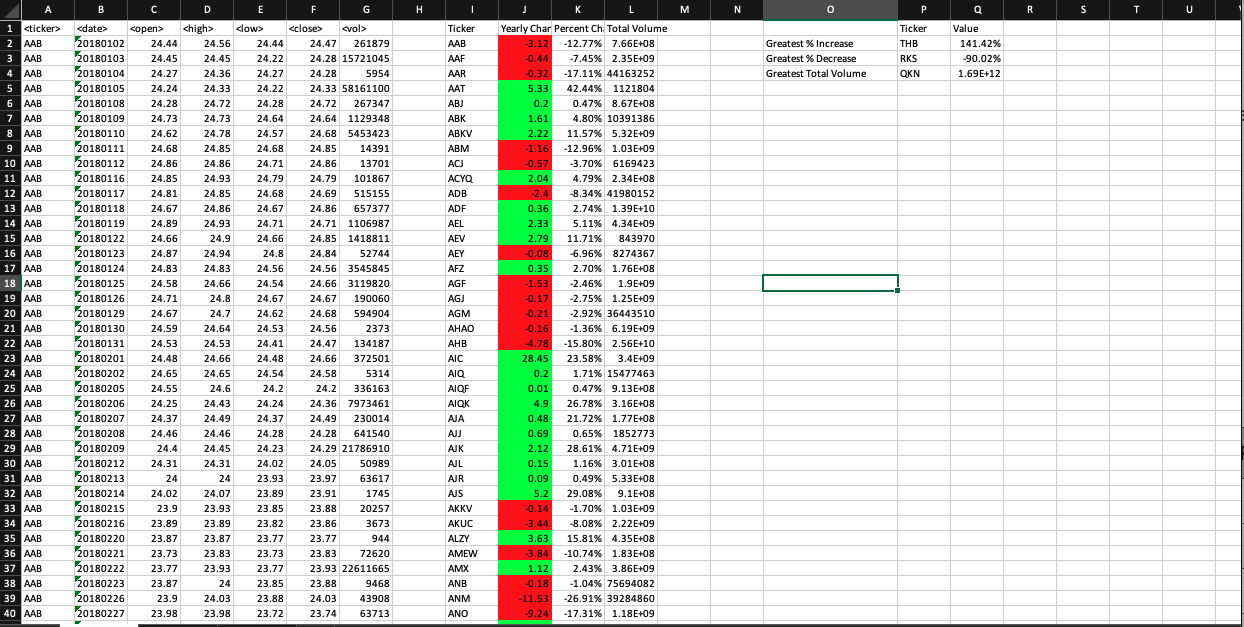 A B C D E F G H I J K L M N O P Q R S T U
1 <ticker> <date> <open> <high> <low> <close> <vol> Ticker Yearly Char Percent Ch Total Volume Ticker Value
2 AAB 20180102 24.44 24.56 24.44 24.47 261879 AAB -3.12 -12.77% 7.66E+08 Greatest % Increase THB 141.42%
3 AAB 20180103 24.45 24.45 24.22 24.28 15721045 AAF -0.44 -7.45% 2.35E+09 Greatest % Decrease RKS -90.02%
4 AAB 20180104 24.27 24.36 24.27 24.28 5954 AAR -0.32 -17.11% 44163252 Greatest Total Volume QKN 1.69E+12
5 AAB 20180105 24.24 24.33 24.22 24.33 58161100 AAT 5.33 42.44% 1121804
6 AAB 20180108 24.28 24.72 24.28 24.72 267347 ABJ 0.2 0.47% 8.67E+08
7 AAB 20180109 24.73 24.73 24.64 24.64 1129348 ABK 1.61 4.80% 10391386
8 AAB 20180110 24.62 24.78 24.57 24.68 5453423 ABKV 2.22 11.57% 5.32E+09
9 AAB 20180111 24.68 24.85 24.68 24.85 14391 ABM -1.16 -12.96% 1.03E+09
10 AAB 20180112 24.86 24.86 24.71 24.86 13701 ACJ -0.57 -3.70% 6169423
11 AAB 20180116 24.85 24.93 24.79 24.79 101867 ACYQ 2.04 4.79% 2.34E+08
12 AAB 20180117 24.81 24.85 24.68 24.69 515155 ADB -2.4 -8.34% 41980152
13 AAB 20180118 24.67 24.86 24.67 24.86 657377 ADF 0.36 2.74% 1.39E+10
14 AAB 20180119 24.89 24.93 24.71 24.71 1106987 AEL 2.33 5.11% 4.34E+09
15 AAB 20180122 24.66 24.9 24.66 24.85 1418811 AEV 2.79 11.71% 843970
16 AAB 20180123 24.87 24.94 24.8 24.84 52744 AEY -0.08 -6.96% 8274367
17 AAB 20180124 24.83 24.83 24.56 24.56 3545845 AFZ 0.35 2.70% 1.76E+08
18 AAB 20180125 24.58 24.66 24.54 24.66 3119820 AGF -1.53 -2.46% 1.9E+09
19 AAB 20180126 24.71 24.8 24.67 24.67 190060 AGJ -0.17 -2.75% 1.25E+09
20 AAB 20180129 24.67 24.7 24.62 24.68 594904 AGM -0.21 -2.92% 36443510
21 AAB 20180130 24.59 24.64 24.53 24.56 2373 AHAO -0.16 -1.36% 6.19E+09
22 AAB 20180131 24.53 24.53 24.41 24.47 134187 AHB -4.78 -15.80% 2.56E+10
23 AAB 20180201 24.48 24.66 24.48 24.66 372501 AIC 28.45 23.58% 3.4E+09
24 AAB 20180202 24.65 24.65 24.54 24.58 5314 AIQ 0.2 1.71% 15477463
25 AAB 20180205 24.55 24.6 24.2 24.2 336163 AIQF 0.01 0.47% 9.13E+08
26 AAB 20180206 24.25 24.43 24.24 24.36 7973461 AIQK 4.9 26.78% 3.16E+08
27 AAB 20180207 24.37 24.49 24.37 24.49 230014 AJA 0.48 21.72% 1.77E+08
28 AAB 20180208 24.46 24.46 24.28 24.28 641540 AJJ 0.69 0.65% 1852773
29 AAB 20180209 24.4 24.45 24.23 24.29 21786910 AJK 2.12 28.61% 4.71E+09
30 AAB 20180212 24.31 24.31 24.02 24.05 50989 AJL 0.15 1.16% 3.01E+08
31 AAB 20180213 24 24 23.93 23.97 63617 AJR 0.09 0.49% 5.33E+08
32 AAB 20180214 24.02 24.07 23.89 23.91 1745 AJS 5.2 29.08% 9.1E+08
33 AAB 20180215 23.9 23.93 23.85 23.88 20257 AKKV -0.14 -1.70% 1.03E+09
34 AAB 20180216 23.89 23.89 23.82 23.86 3673 AKUC -3.44 -8.08% 2.22E+09
35 AAB 20180220 23.87 23.87 23.77 23.77 944 ALZY 3.63 15.81% 4.35E+08
36 AAB 20180221 23.73 23.83 23.73 23.83 72620 AMEW -3.84 -10.74% 1.83E+08
37 AAB 20180222 23.77 23.93 23.77 23.93 22611665 AMX 1.12 2.43% 3.86E+09
38 AAB 20180223 23.87 24 23.85 23.88 9468 ANB -0.18 -1.04% 75694082
39 AAB 20180226 23.9 24.03 23.88 24.03 43908 ANM -11.53 -26.91% 39284860
40 AAB 20180227 23.98 23.98 23.72 23.74 63713 ANO -9.24 -17.31% 1.18E+09